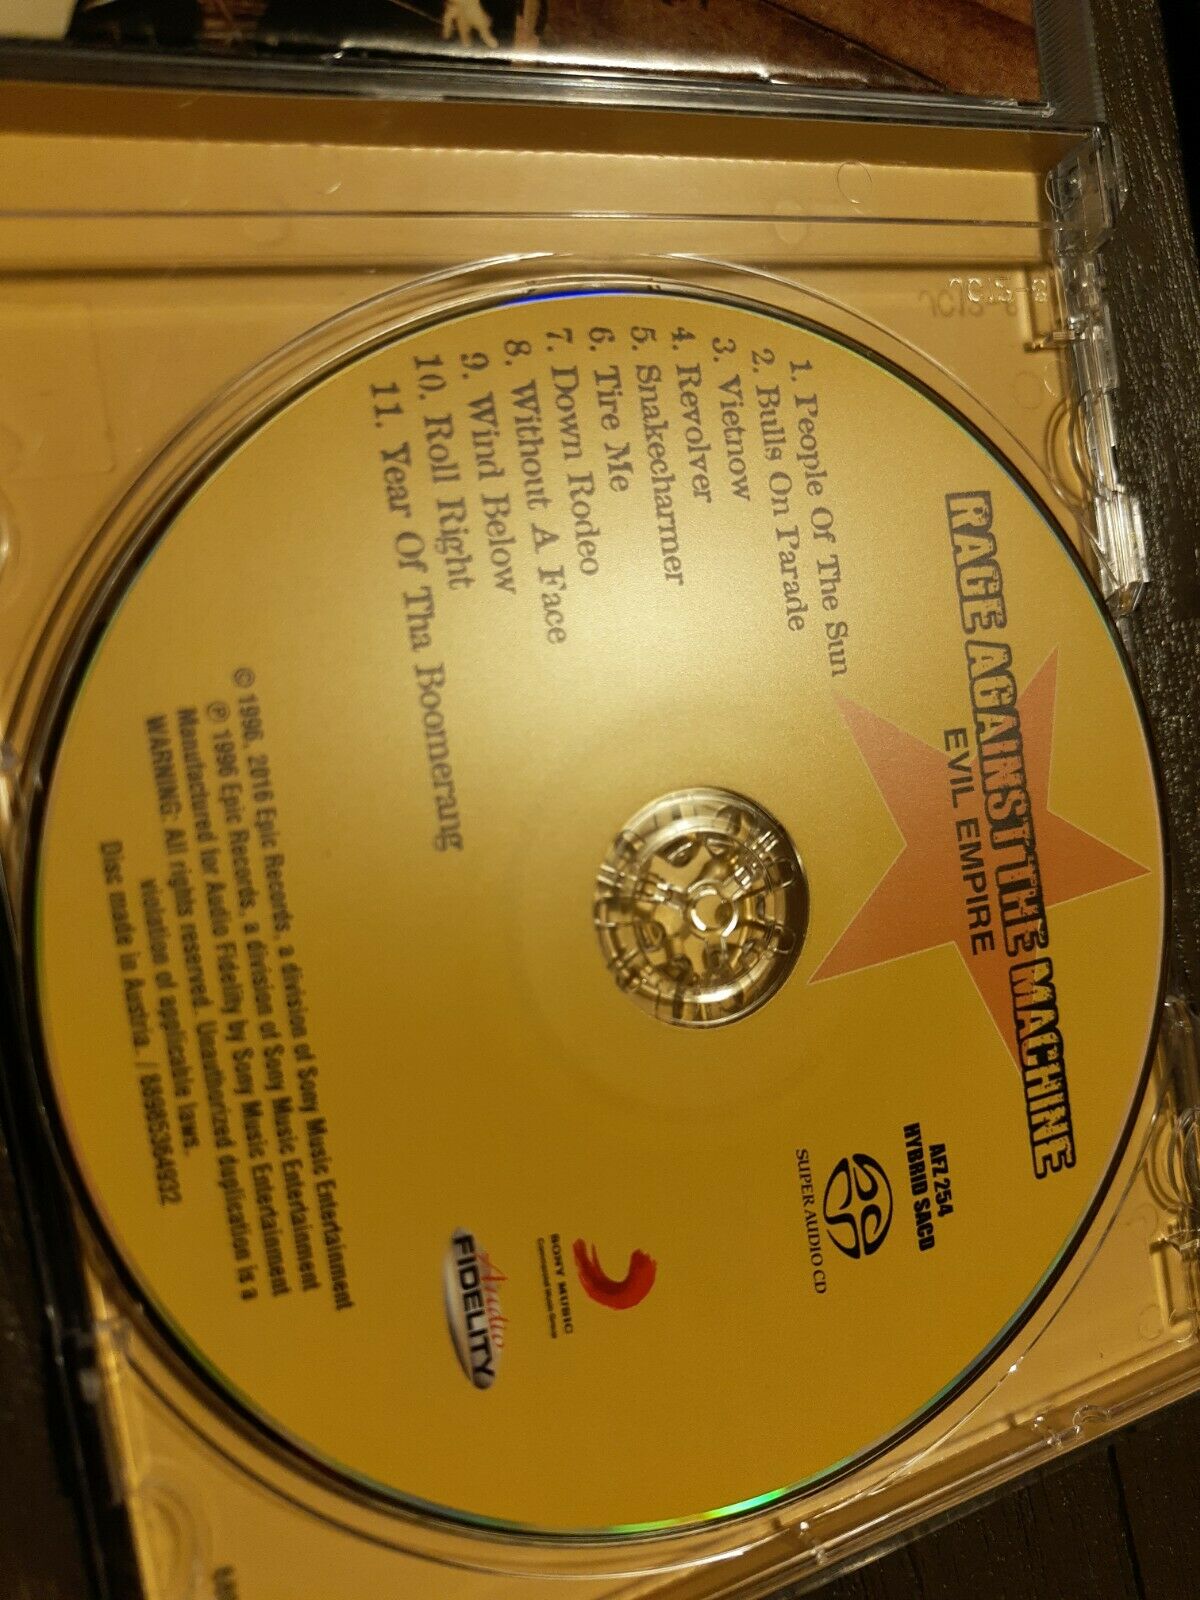 RAGE AGAINST THE MACHINE
EVIL EMPIRE
1. People Of The Sun
2. Bulls On Parade
3. Vietnow
4. Revolver
5. Snakecharmer
6. Tire Me
7. Down Rodeo
8. Without A Face
9. Wind Below
10. Roll Right
11. Year Of Tha Boomerang
AFZ 254
HYBRID SACD
SUPER AUDIO CD
SONY MUSIC
Commercial Music Group
Audio
FIDELITY
© 1996, 2016 Epic Records, a division of Sony Music Entertainment
℗ 1996 Epic Records, a division of Sony Music Entertainment
Manufactured for Audio Fidelity by Sony Music Entertainment
WARNING: All rights reserved. Unauthorized duplication is a
violation of applicable laws.
Disc made in Austria. / 88985364932